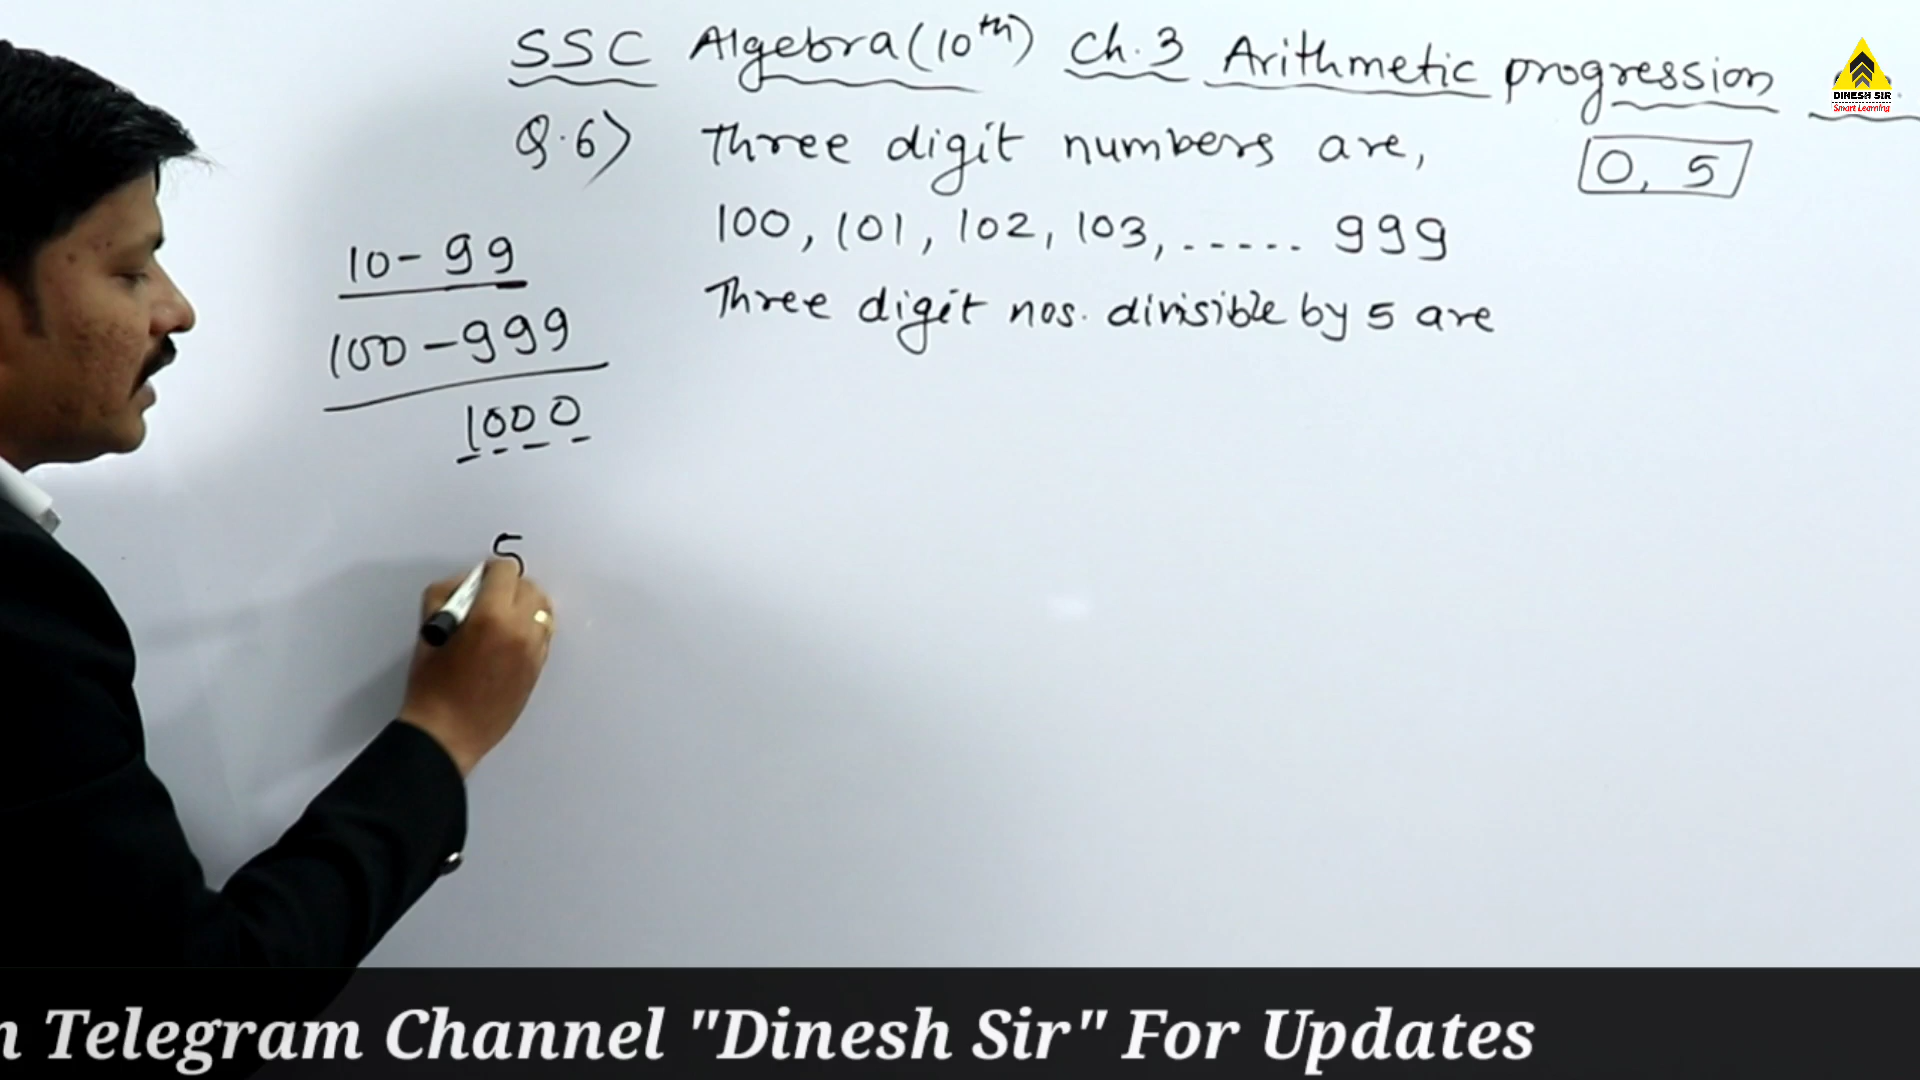 SSC Algebra (10th) Ch.3 Arithmetic progression
DINESH SIR
Smart Learning
Q.6) Three digit numbers are,
0, 5
100, 101, 102, 103, ...... 999
Three digit nos. divisible by 5 are
10 - 99
100 - 999
1000
5
Telegram Channel "Dinesh Sir" For Updates